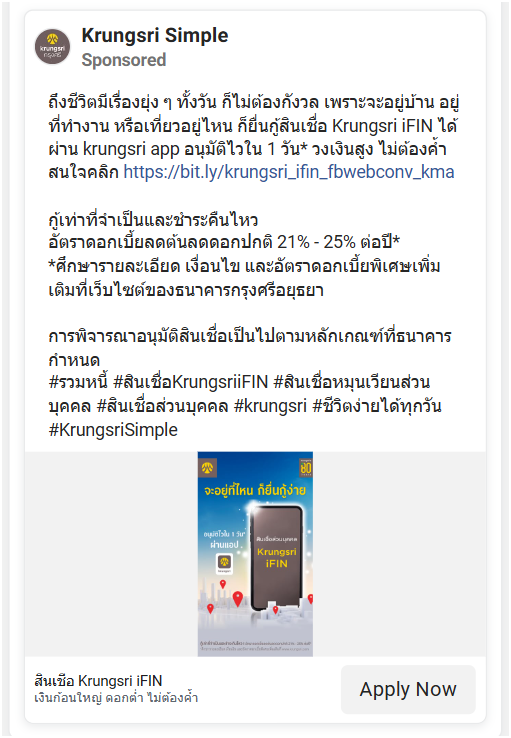 krungsri
กรุงศรี
Krungsri Simple
Sponsored
ถึงชีวิตมีเรื่องยุ่ง ๆ ทั้งวัน ก็ไม่ต้องกังวล เพราะจะอยู่บ้าน อยู่
ที่ทำงาน หรือเที่ยวอยู่ไหน ก็ยื่นกู้สินเชื่อ Krungsri iFIN ได้
ผ่าน krungsri app อนุมัติไวใน 1 วัน* วงเงินสูง ไม่ต้องค้ำ
สนใจคลิก https://bit.ly/krungsri_ifin_fbwebconv_kma
กู้เท่าที่จำเป็นและชำระคืนไหว
อัตราดอกเบี้ยลดต้นลดดอกปกติ 21% - 25% ต่อปี*
*ศึกษารายละเอียด เงื่อนไข และอัตราดอกเบี้ยพิเศษเพิ่ม
เติมที่เว็บไซต์ของธนาคารกรุงศรีอยุธยา
การพิจารณาอนุมัติสินเชื่อเป็นไปตามหลักเกณฑ์ที่ธนาคาร
กำหนด
#รวมหนี้ #สินเชื่อKrungsriiFIN #สินเชื่อหมุนเวียนส่วน
บุคคล #สินเชื่อส่วนบุคคล #krungsri #ชีวิตง่ายได้ทุกวัน
#KrungsriSimple
จะอยู่ที่ไหน ก็ยื่นกู้ง่าย
อนุมัติไวใน 1 วัน*
ผ่านแอป
krungsri
สินเชื่อส่วนบุคคล
Krungsri
iFIN
สินเชื่อ Krungsri iFIN
เงินก้อนใหญ่ ดอกต่ำ ไม่ต้องค้ำ
Apply Now